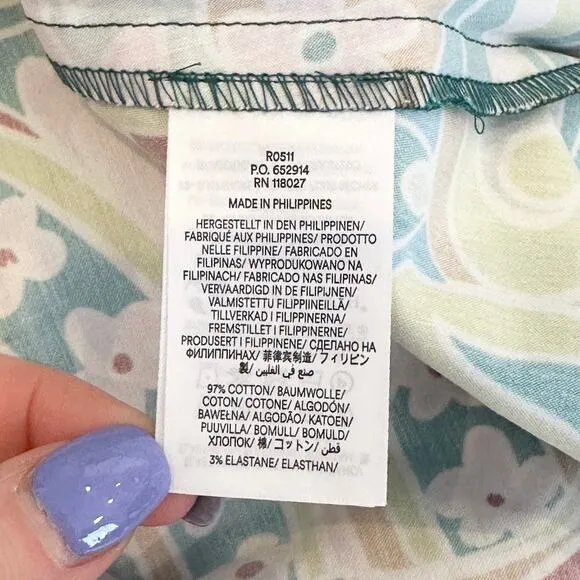 R0511
P.O. 652914
RN 118027
MADE IN PHILIPPINES
HERGESTELLT IN DEN PHILIPPINEN/
FABRIQUÉ AUX PHILIPPINES/ PRODOTTO
NELLE FILIPPINE/ FABRICADO EN
FILIPINAS/ WYPRODUKOWANO NA
FILIPINACH/ FABRICADO NAS FILIPINAS/
VERVAARDIGD IN DE FILIPIJNEN/
VALMISTETTU FILIPPIINEILLÄ/
TILLVERKAD I FILIPPINERNA/
FREMSTILLET I FILIPPINERNE/
PRODUSERT I FILIPPINENE/ СДЕЛАНО НА
ФИЛИППИНАХ/ 菲律宾制造/ フィリピン
製/ صنع في الفلبين
97% COTTON/ BAUMWOLLE/
COTON/ COTONE/ ALGODÓN/
BAWEŁNA/ ALGODÃO/ KATOEN/
PUUVILLA/ BOMULL/ BOMULD/
ХЛОПОК/ 棉/ コットン/ قطن
3% ELASTANE/ ELASTHAN/